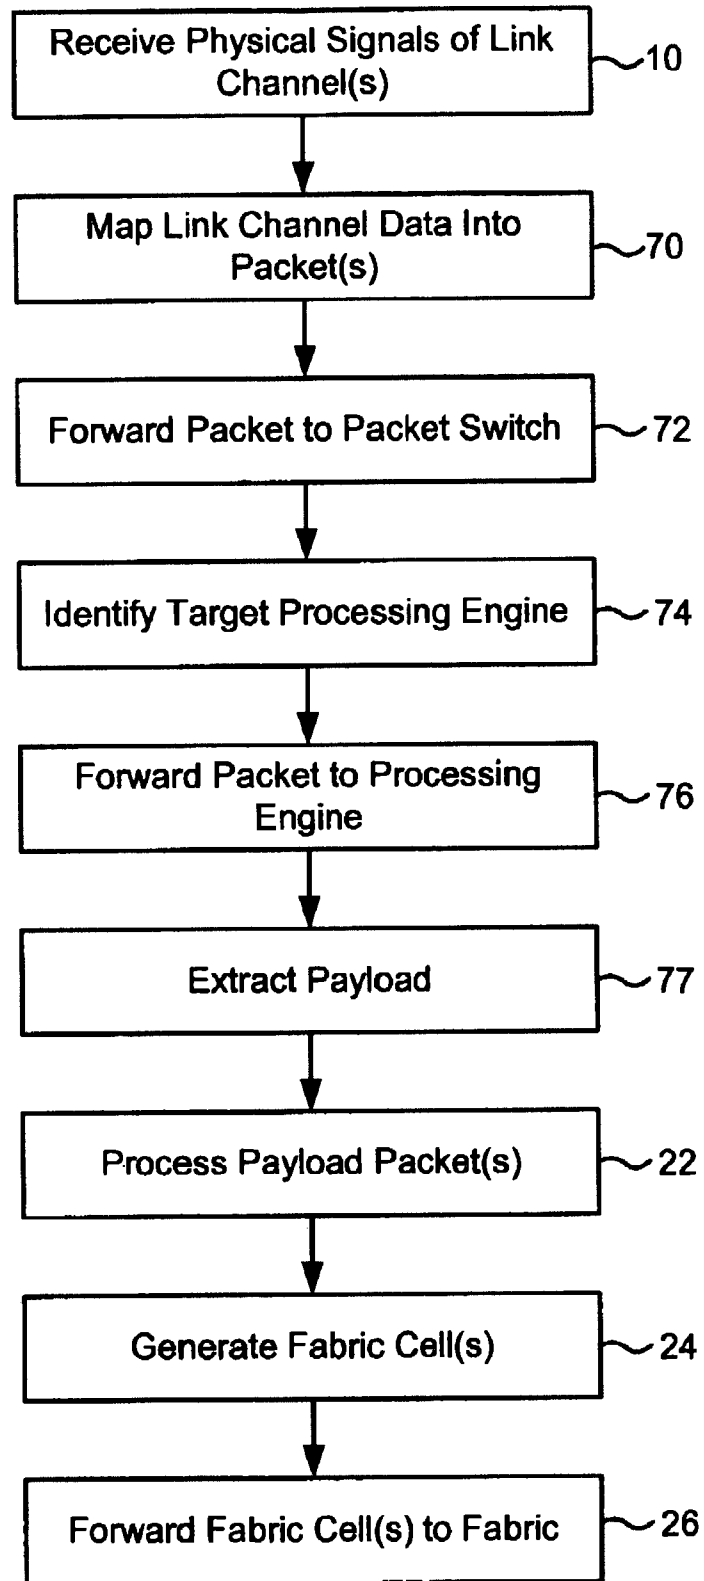 Receive Physical Signals of Link
Channel(s)
10
Map Link Channel Data Into
Packet(s)
70
Forward Packet to Packet Switch
72
Identify Target Processing Engine
74
Forward Packet to Processing
Engine
76
Extract Payload
77
Process Payload Packet(s)
22
Generate Fabric Cell(s)
24
Forward Fabric Cell(s) to Fabric
26